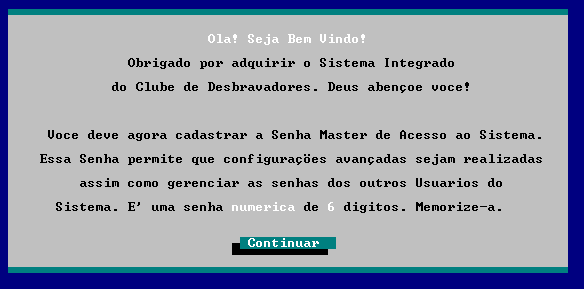 Ola! Seja Bem Vindo!
Obrigado por adquirir o Sistema Integrado
do Clube de Desbravadores. Deus abençoe voce!
Voce deve agora cadastrar a Senha Master de Acesso ao Sistema.
Essa Senha permite que configuraçöes avançadas sejam realizadas
assim como gerenciar as senhas dos outros Usuarios do
Sistema. E' uma senha numerica de 6 digitos. Memorize-a.
Continuar